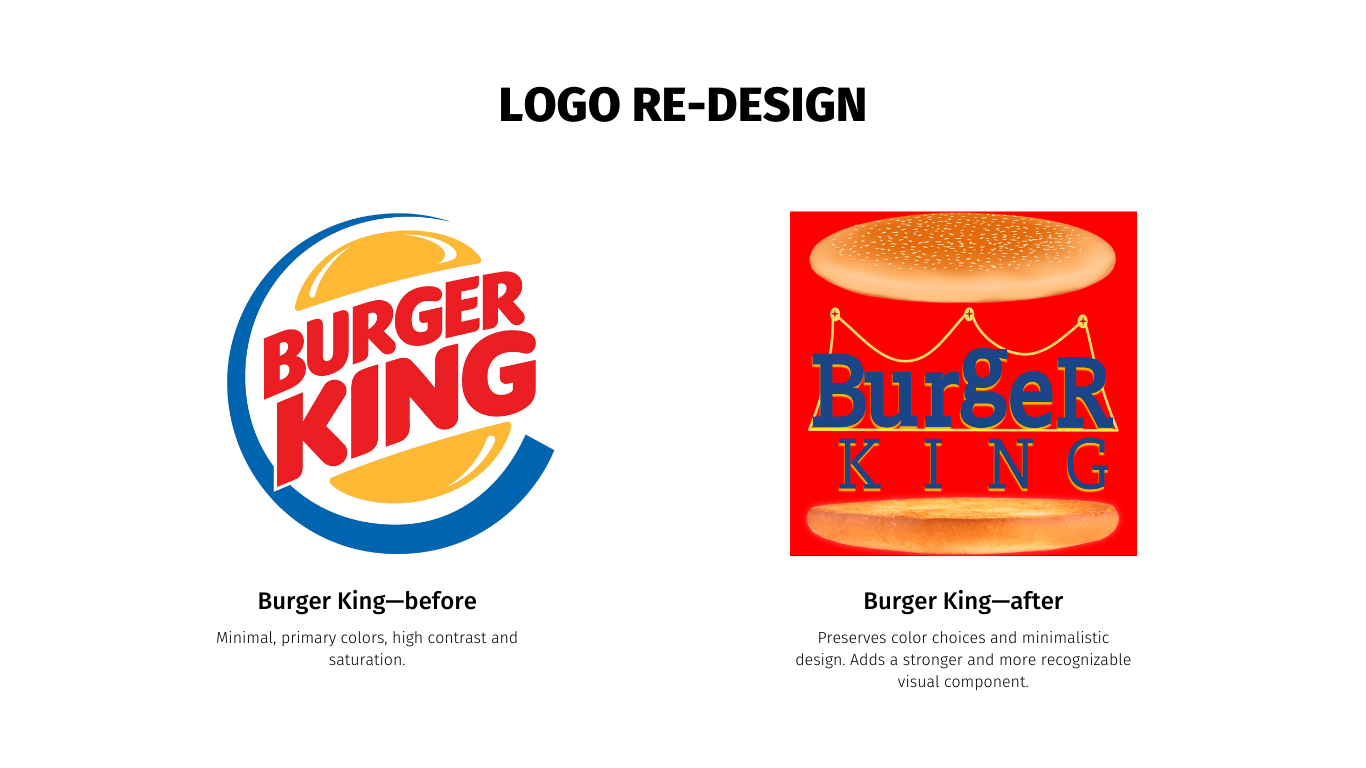 LOGO RE-DESIGN
BURGER
KING
BurgeR
KING
Burger King—before
Minimal, primary colors, high contrast and
saturation.
Burger King—after
Preserves color choices and minimalistic
design. Adds a stronger and more recognizable
visual component.